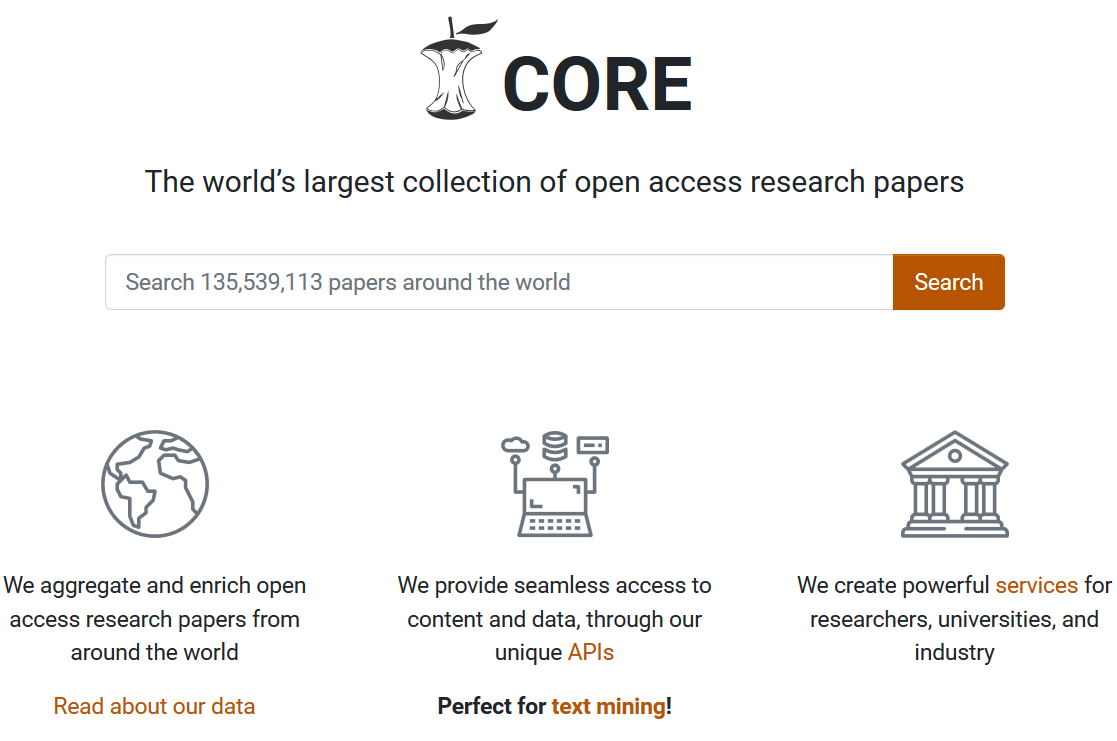 CORE
The world’s largest collection of open access research papers
Search 135,539,113 papers around the world
Search
We aggregate and enrich open
access research papers from
around the world
Read about our data
We provide seamless access to
content and data, through our
unique APIs
Perfect for text mining!
We create powerful services for
researchers, universities, and
industry